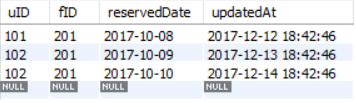 uID fID reservedDate updatedAt
101 201 2017-10-08 2017-12-12 18:42:46
102 201 2017-10-09 2017-12-13 18:42:46
102 201 2017-10-10 2017-12-14 18:42:46
NULL NULL NULL NULL